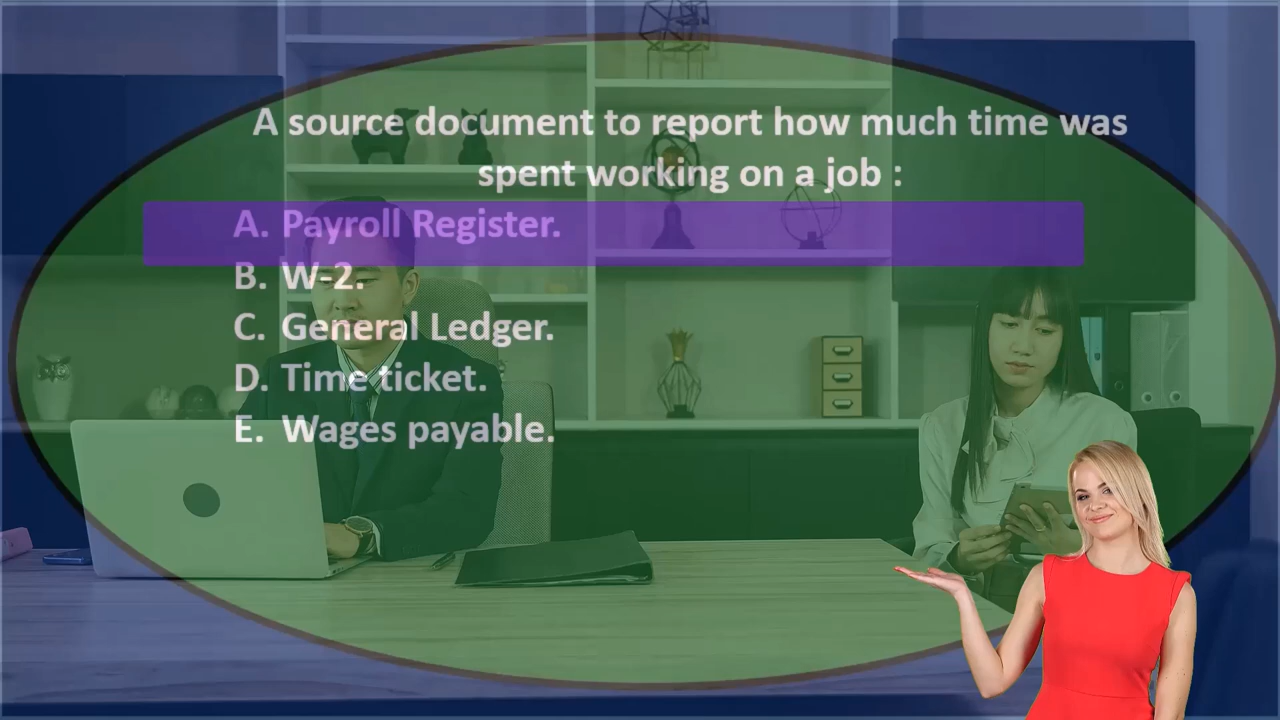 A source document to report how much time was
spent working on a job :
A. Payroll Register.
B. W-2.
C. General Ledger.
D. Time ticket.
E. Wages payable.